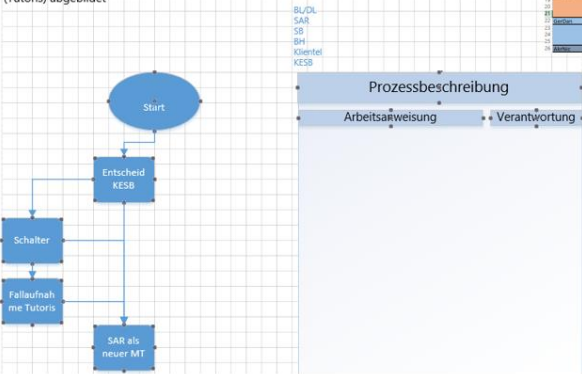 (Tutoris) abgebildet
BL/DL
SAR
SB
BH
Klientel
KESB
Prozessbeschreibung
Arbeitsanweisung
Verantwortung
Start
Entscheid
KESB
Schalter
Fallaufnah
me Tutoris
SAR als
neuer MT